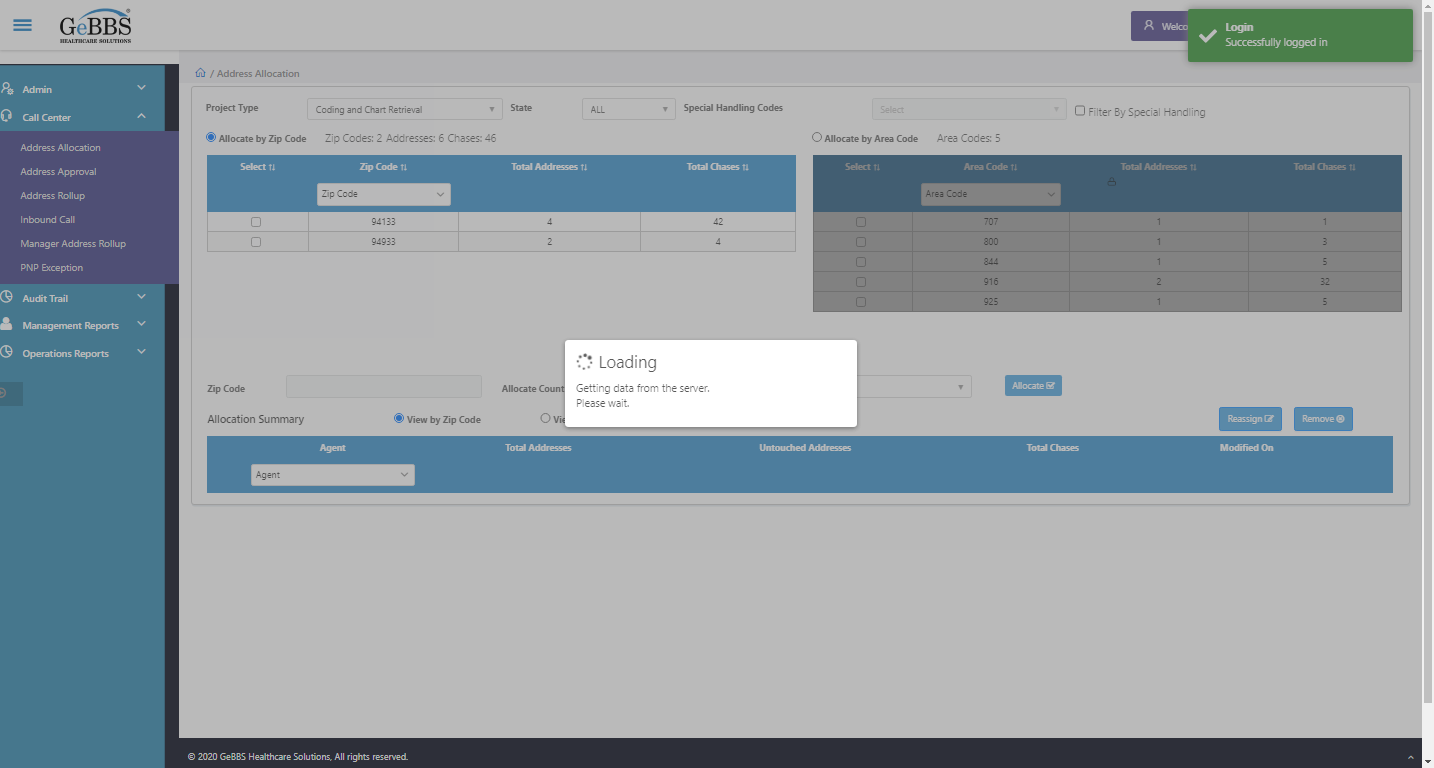 GeBBS®
HEALTHCARE SOLUTIONS
Login
Successfully logged in
Admin
Call Center
Address Allocation
Address Approval
Address Rollup
Inbound Call
Manager Address Rollup
PNP Exception
Audit Trail
Management Reports
Operations Reports
/ Address Allocation
Project Type Coding and Chart Retrieval State ALL Special Handling Codes Select Filter By Special Handling
Allocate by Zip Code Zip Codes: 2 Addresses: 6 Chases: 46
Select Zip Code Total Addresses Total Chases
Zip Code
94133 4 42
94933 2 4
Allocate by Area Code Area Codes: 5
Select Area Code Total Addresses Total Chases
Area Code
707 1 1
800 1 3
844 1 5
916 2 32
925 1 5
Loading
Getting data from the server.
Please wait.
Zip Code Allocate Count Allocate
Allocation Summary View by Zip Code Reassign Remove
Agent Total Addresses Untouched Addresses Total Chases Modified On
Agent
© 2020 GeBBS Healthcare Solutions, All rights reserved.